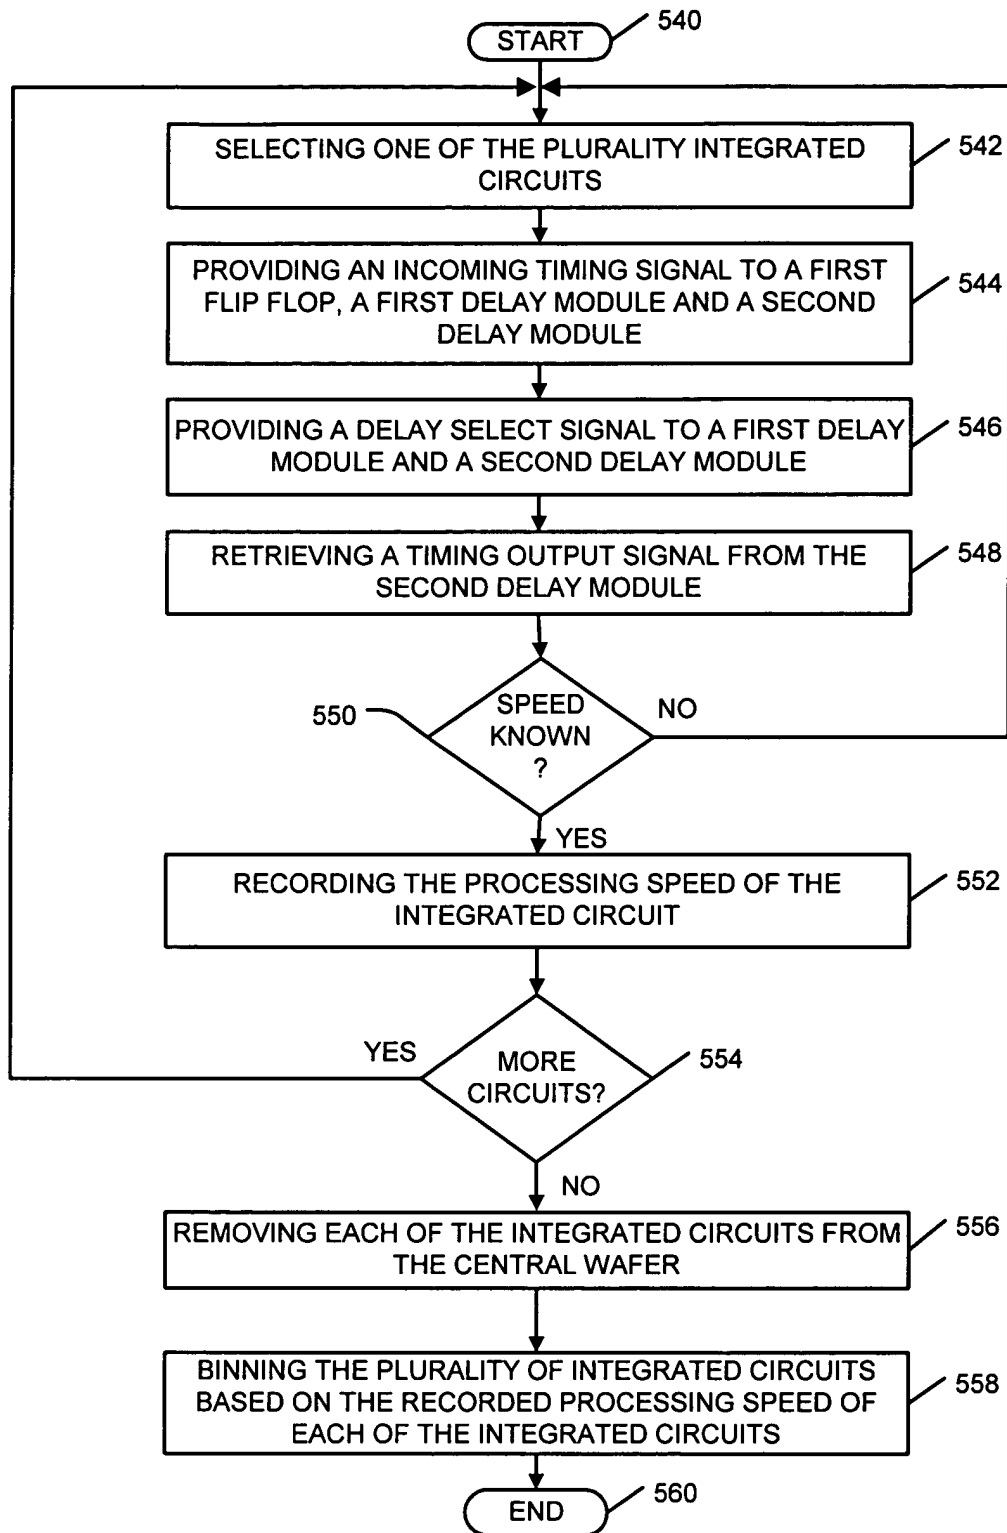 START
540
SELECTING ONE OF THE PLURALITY INTEGRATED
CIRCUITS
542
PROVIDING AN INCOMING TIMING SIGNAL TO A FIRST
FLIP FLOP, A FIRST DELAY MODULE AND A SECOND
DELAY MODULE
544
PROVIDING A DELAY SELECT SIGNAL TO A FIRST DELAY
MODULE AND A SECOND DELAY MODULE
546
RETRIEVING A TIMING OUTPUT SIGNAL FROM THE
SECOND DELAY MODULE
548
550
SPEED
KNOWN
?
NO
YES
RECORDING THE PROCESSING SPEED OF THE
INTEGRATED CIRCUIT
552
YES
MORE
CIRCUITS?
554
NO
REMOVING EACH OF THE INTEGRATED CIRCUITS FROM
THE CENTRAL WAFER
556
BINNING THE PLURALITY OF INTEGRATED CIRCUITS
BASED ON THE RECORDED PROCESSING SPEED OF
EACH OF THE INTEGRATED CIRCUITS
558
END
560